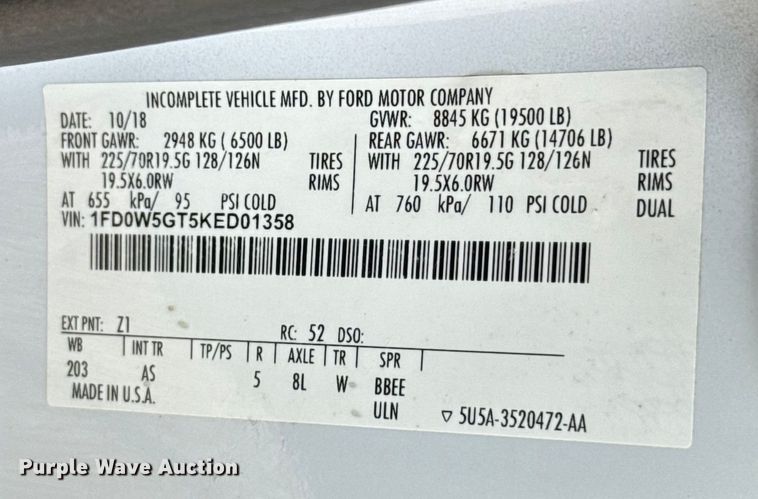 INCOMPLETE VEHICLE MFD. BY FORD MOTOR COMPANY
DATE: 10/18 GVWR: 8845 KG (19500 LB)
FRONT GAWR: 2948 KG ( 6500 LB) REAR GAWR: 6671 KG (14706 LB)
WITH 225/70R19.5G 128/126N TIRES WITH 225/70R19.5G 128/126N TIRES
19.5X6.0RW RIMS 19.5X6.0RW RIMS
AT 655 kPa/ 95 PSI COLD AT 760 kPa/ 110 PSI COLD DUAL
VIN: 1FD0W5GT5KED01358
EXT PNT: Z1 RC: 52 DSO:
WB INT TR TP/PS R AXLE TR SPR
203 AS 5 8L W BBEE
MADE IN U.S.A. ULN ▽ 5U5A-3520472-AA
Purple Wave Auction